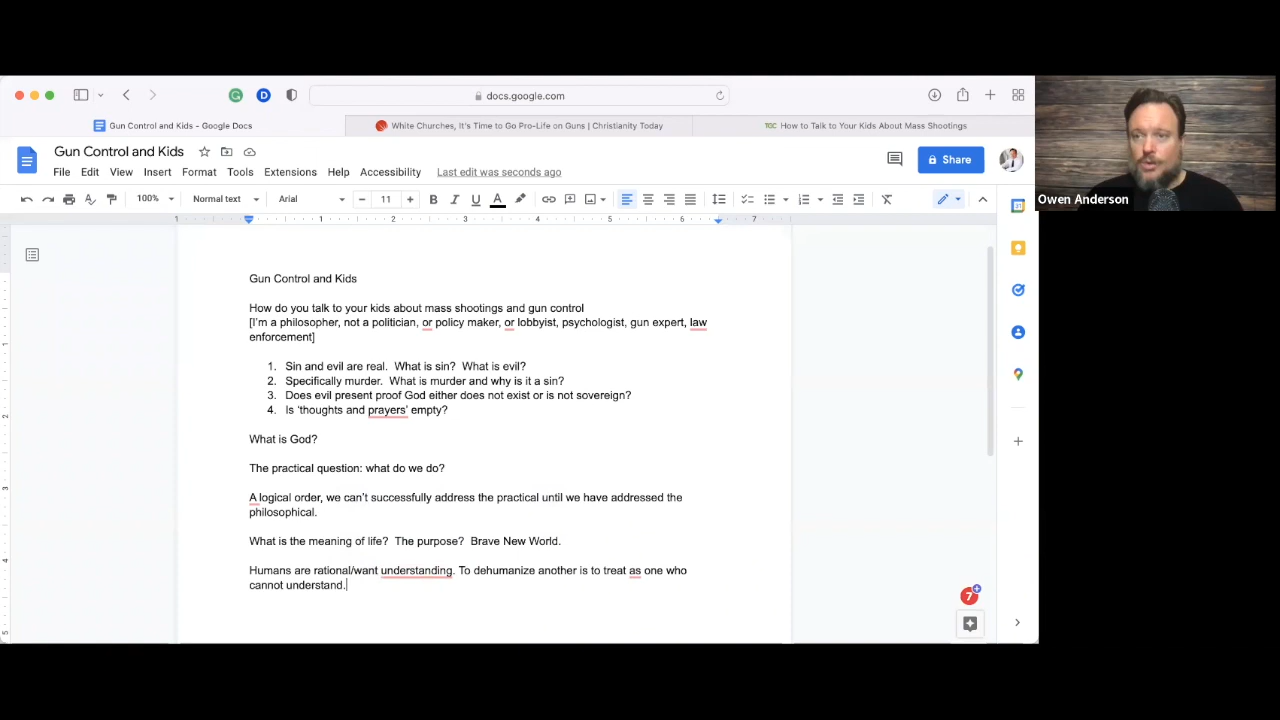 docs.google.com
Gun Control and Kids - Google Docs
White Churches, It's Time to Go Pro-Life on Guns | Christianity Today
TGC How to Talk to Your Kids About Mass Shootings
Gun Control and Kids
File Edit View Insert Format Tools Extensions Help Accessibility Last edit was seconds ago
Share
100% Normal text Arial 11
1 1 2 3 4 5 6 7
Gun Control and Kids
How do you talk to your kids about mass shootings and gun control
[I'm a philosopher, not a politician, or policy maker, or lobbyist, psychologist, gun expert, law
enforcement]
1. Sin and evil are real. What is sin? What is evil?
2. Specifically murder. What is murder and why is it a sin?
3. Does evil present proof God either does not exist or is not sovereign?
4. Is 'thoughts and prayers' empty?
What is God?
The practical question: what do we do?
A logical order, we can't successfully address the practical until we have addressed the
philosophical.
What is the meaning of life? The purpose? Brave New World.
Humans are rational/want understanding. To dehumanize another is to treat as one who
cannot understand.
7
Owen Anderson